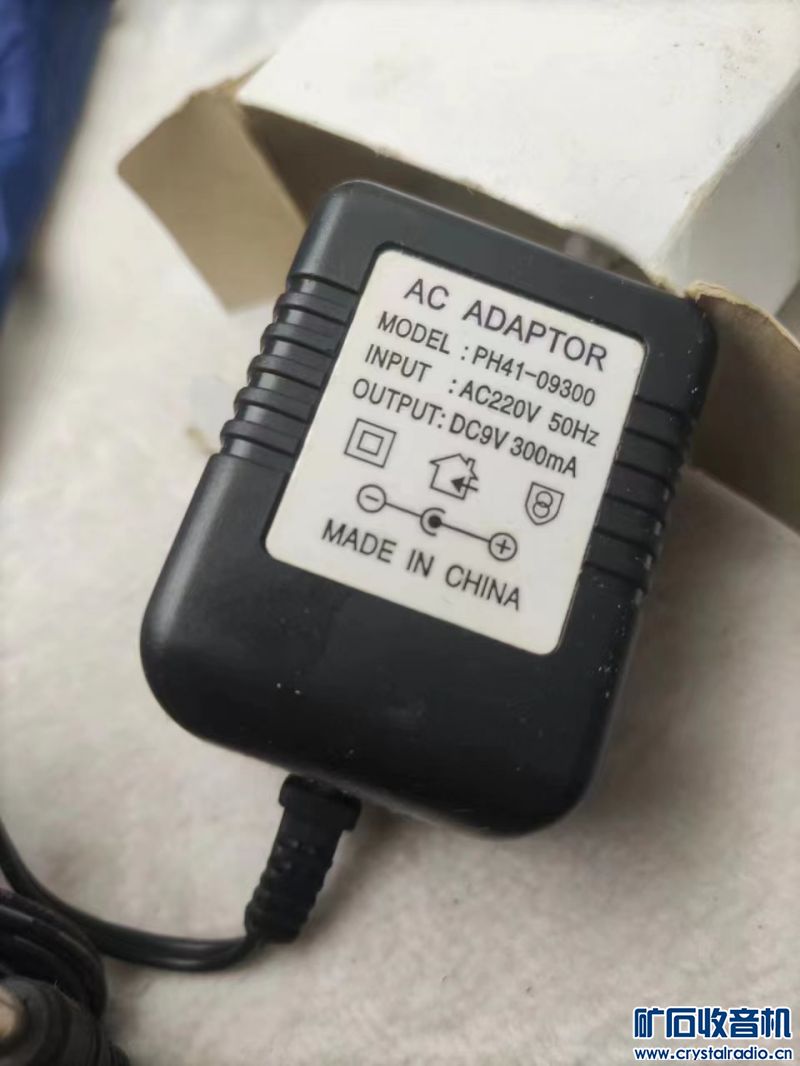 AC ADAPTOR
MODEL : PH41-09300
INPUT : AC220V 50Hz
OUTPUT: DC9V 300mA
MADE IN CHINA
矿石收音机
www.crystalradio.cn